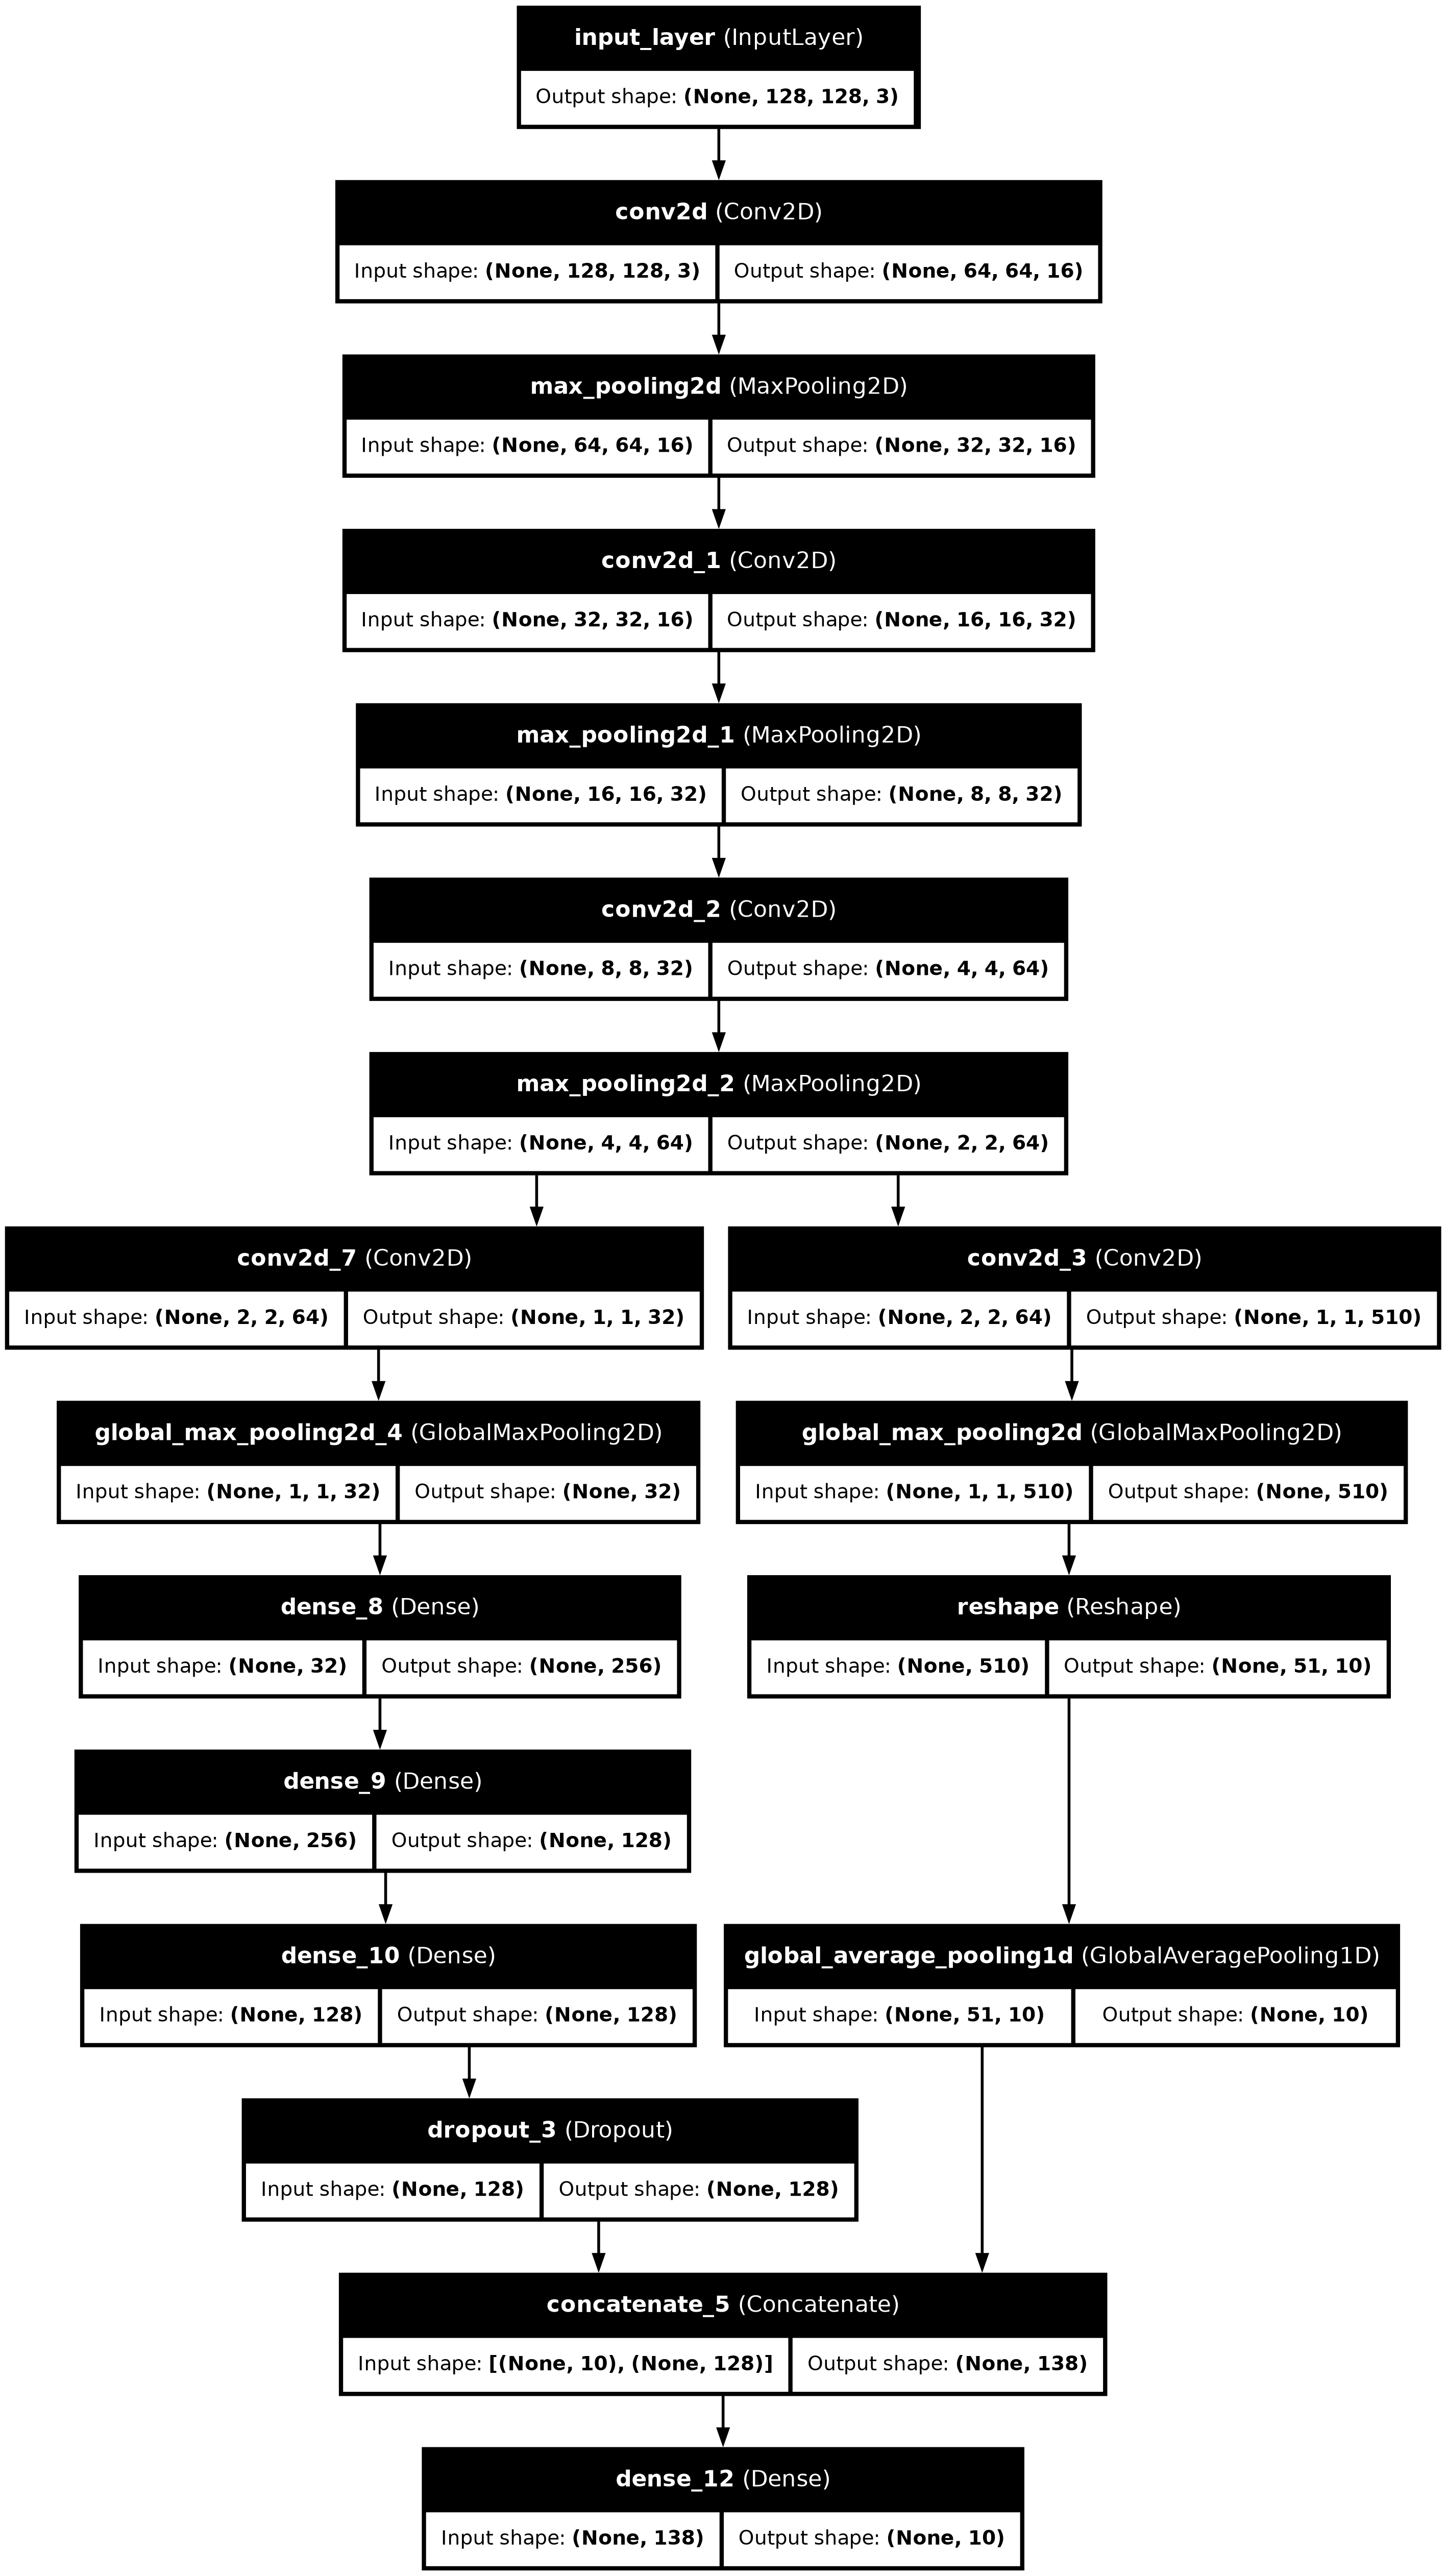 input_layer (InputLayer)
Output shape: (None, 128, 128, 3)
conv2d (Conv2D)
Input shape: (None, 128, 128, 3) Output shape: (None, 64, 64, 16)
max_pooling2d (MaxPooling2D)
Input shape: (None, 64, 64, 16) Output shape: (None, 32, 32, 16)
conv2d_1 (Conv2D)
Input shape: (None, 32, 32, 16) Output shape: (None, 16, 16, 32)
max_pooling2d_1 (MaxPooling2D)
Input shape: (None, 16, 16, 32) Output shape: (None, 8, 8, 32)
conv2d_2 (Conv2D)
Input shape: (None, 8, 8, 32) Output shape: (None, 4, 4, 64)
max_pooling2d_2 (MaxPooling2D)
Input shape: (None, 4, 4, 64) Output shape: (None, 2, 2, 64)
conv2d_7 (Conv2D)
Input shape: (None, 2, 2, 64) Output shape: (None, 1, 1, 32)
conv2d_3 (Conv2D)
Input shape: (None, 2, 2, 64) Output shape: (None, 1, 1, 510)
global_max_pooling2d_4 (GlobalMaxPooling2D)
Input shape: (None, 1, 1, 32) Output shape: (None, 32)
global_max_pooling2d (GlobalMaxPooling2D)
Input shape: (None, 1, 1, 510) Output shape: (None, 510)
dense_8 (Dense)
Input shape: (None, 32) Output shape: (None, 256)
reshape (Reshape)
Input shape: (None, 510) Output shape: (None, 51, 10)
dense_9 (Dense)
Input shape: (None, 256) Output shape: (None, 128)
dense_10 (Dense)
Input shape: (None, 128) Output shape: (None, 128)
global_average_pooling1d (GlobalAveragePooling1D)
Input shape: (None, 51, 10) Output shape: (None, 10)
dropout_3 (Dropout)
Input shape: (None, 128) Output shape: (None, 128)
concatenate_5 (Concatenate)
Input shape: [(None, 10), (None, 128)] Output shape: (None, 138)
dense_12 (Dense)
Input shape: (None, 138) Output shape: (None, 10)